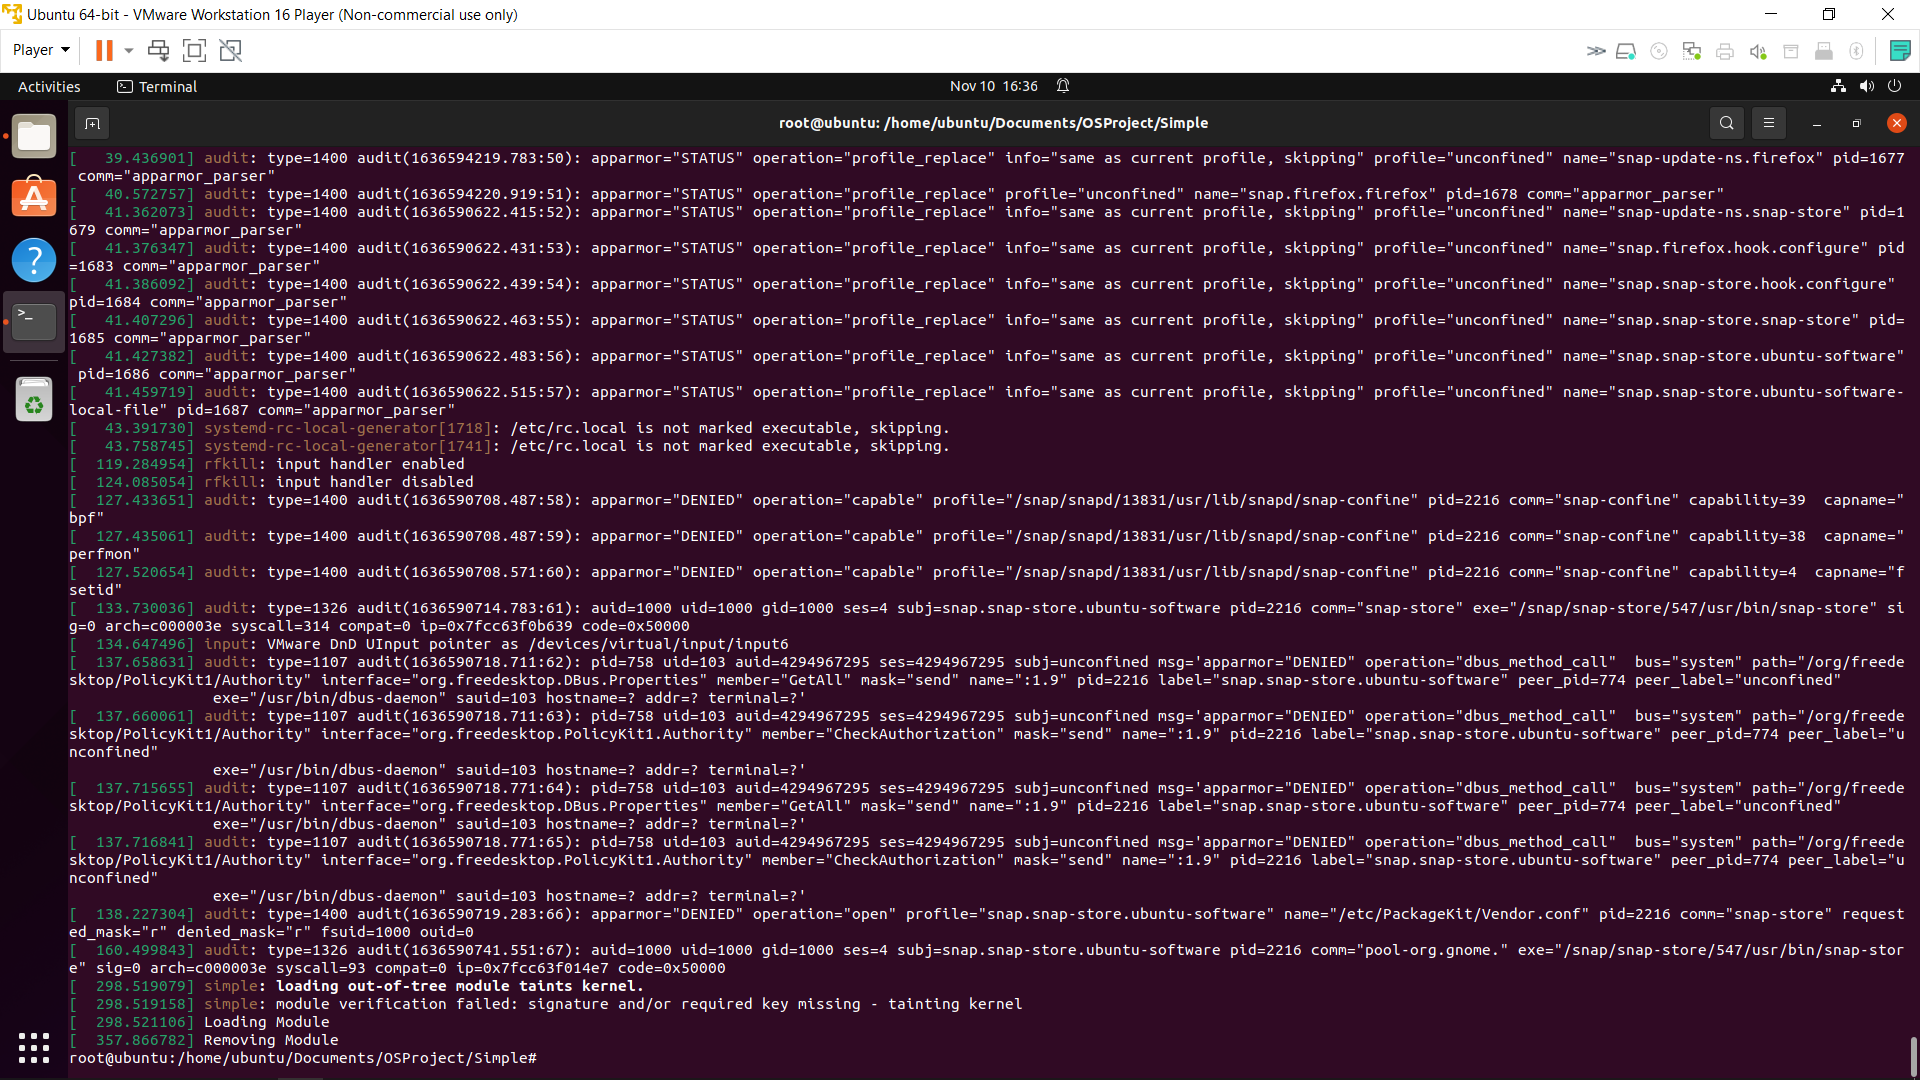 Ubuntu 64-bit - VMware Workstation 16 Player (Non-commercial use only)
Player
Activities
Terminal
Nov 10 16:36
root@ubuntu: /home/ubuntu/Documents/OSProject/Simple
[   39.436901] audit: type=1400 audit(1636594219.783:50): apparmor="STATUS" operation="profile_replace" info="same as current profile, skipping" profile="unconfined" name="snap-update-ns.firefox" pid=1677
 comm="apparmor_parser"
[   40.572757] audit: type=1400 audit(1636594220.919:51): apparmor="STATUS" operation="profile_replace" profile="unconfined" name="snap.firefox.firefox" pid=1678 comm="apparmor_parser"
[   41.362073] audit: type=1400 audit(1636590622.415:52): apparmor="STATUS" operation="profile_replace" info="same as current profile, skipping" profile="unconfined" name="snap-update-ns.snap-store" pid=1
679 comm="apparmor_parser"
[   41.376347] audit: type=1400 audit(1636590622.431:53): apparmor="STATUS" operation="profile_replace" info="same as current profile, skipping" profile="unconfined" name="snap.firefox.hook.configure" pid
=1683 comm="apparmor_parser"
[   41.386092] audit: type=1400 audit(1636590622.439:54): apparmor="STATUS" operation="profile_replace" info="same as current profile, skipping" profile="unconfined" name="snap.snap-store.hook.configure"
pid=1684 comm="apparmor_parser"
[   41.407296] audit: type=1400 audit(1636590622.463:55): apparmor="STATUS" operation="profile_replace" info="same as current profile, skipping" profile="unconfined" name="snap.snap-store.snap-store" pid=
1685 comm="apparmor_parser"
[   41.427382] audit: type=1400 audit(1636590622.483:56): apparmor="STATUS" operation="profile_replace" info="same as current profile, skipping" profile="unconfined" name="snap.snap-store.ubuntu-software"
 pid=1686 comm="apparmor_parser"
[   41.459719] audit: type=1400 audit(1636590622.515:57): apparmor="STATUS" operation="profile_replace" info="same as current profile, skipping" profile="unconfined" name="snap.snap-store.ubuntu-software-
local-file" pid=1687 comm="apparmor_parser"
[   43.391730] systemd-rc-local-generator[1718]: /etc/rc.local is not marked executable, skipping.
[   43.758745] systemd-rc-local-generator[1741]: /etc/rc.local is not marked executable, skipping.
[  119.284954] rfkill: input handler enabled
[  124.085054] rfkill: input handler disabled
[  127.433651] audit: type=1400 audit(1636590708.487:58): apparmor="DENIED" operation="capable" profile="/snap/snapd/13831/usr/lib/snapd/snap-confine" pid=2216 comm="snap-confine" capability=39  capname="
bpf"
[  127.435061] audit: type=1400 audit(1636590708.487:59): apparmor="DENIED" operation="capable" profile="/snap/snapd/13831/usr/lib/snapd/snap-confine" pid=2216 comm="snap-confine" capability=38  capname="
perfmon"
[  127.520654] audit: type=1400 audit(1636590708.571:60): apparmor="DENIED" operation="capable" profile="/snap/snapd/13831/usr/lib/snapd/snap-confine" pid=2216 comm="snap-confine" capability=4  capname="f
setid"
[  133.730036] audit: type=1326 audit(1636590714.783:61): auid=1000 uid=1000 gid=1000 ses=4 subj=snap.snap-store.ubuntu-software pid=2216 comm="snap-store" exe="/snap/snap-store/547/usr/bin/snap-store" si
g=0 arch=c000003e syscall=314 compat=0 ip=0x7fcc63f0b639 code=0x50000
[  134.647496] input: VMware DnD UInput pointer as /devices/virtual/input/input6
[  137.658631] audit: type=1107 audit(1636590718.711:62): pid=758 uid=103 auid=4294967295 ses=4294967295 subj=unconfined msg='apparmor="DENIED" operation="dbus_method_call"  bus="system" path="/org/freede
sktop/PolicyKit1/Authority" interface="org.freedesktop.DBus.Properties" member="GetAll" mask="send" name=":1.9" pid=2216 label="snap.snap-store.ubuntu-software" peer_pid=774 peer_label="unconfined"
                exe="/usr/bin/dbus-daemon" sauid=103 hostname=? addr=? terminal=?'
[  137.660061] audit: type=1107 audit(1636590718.711:63): pid=758 uid=103 auid=4294967295 ses=4294967295 subj=unconfined msg='apparmor="DENIED" operation="dbus_method_call"  bus="system" path="/org/freede
sktop/PolicyKit1/Authority" interface="org.freedesktop.PolicyKit1.Authority" member="CheckAuthorization" mask="send" name=":1.9" pid=2216 label="snap.snap-store.ubuntu-software" peer_pid=774 peer_label="u
nconfined"
                exe="/usr/bin/dbus-daemon" sauid=103 hostname=? addr=? terminal=?'
[  137.715655] audit: type=1107 audit(1636590718.771:64): pid=758 uid=103 auid=4294967295 ses=4294967295 subj=unconfined msg='apparmor="DENIED" operation="dbus_method_call"  bus="system" path="/org/freede
sktop/PolicyKit1/Authority" interface="org.freedesktop.DBus.Properties" member="GetAll" mask="send" name=":1.9" pid=2216 label="snap.snap-store.ubuntu-software" peer_pid=774 peer_label="unconfined"
                exe="/usr/bin/dbus-daemon" sauid=103 hostname=? addr=? terminal=?'
[  137.716841] audit: type=1107 audit(1636590718.771:65): pid=758 uid=103 auid=4294967295 ses=4294967295 subj=unconfined msg='apparmor="DENIED" operation="dbus_method_call"  bus="system" path="/org/freede
sktop/PolicyKit1/Authority" interface="org.freedesktop.PolicyKit1.Authority" member="CheckAuthorization" mask="send" name=":1.9" pid=2216 label="snap.snap-store.ubuntu-software" peer_pid=774 peer_label="u
nconfined"
                exe="/usr/bin/dbus-daemon" sauid=103 hostname=? addr=? terminal=?'
[  138.227304] audit: type=1400 audit(1636590719.283:66): apparmor="DENIED" operation="open" profile="snap.snap-store.ubuntu-software" name="/etc/PackageKit/Vendor.conf" pid=2216 comm="snap-store" request
ed_mask="r" denied_mask="r" fsuid=1000 ouid=0
[  160.499843] audit: type=1326 audit(1636590741.551:67): auid=1000 uid=1000 gid=1000 ses=4 subj=snap.snap-store.ubuntu-software pid=2216 comm="pool-org.gnome." exe="/snap/snap-store/547/usr/bin/snap-stor
e" sig=0 arch=c000003e syscall=93 compat=0 ip=0x7fcc63f014e7 code=0x50000
[  298.519079] simple: loading out-of-tree module taints kernel.
[  298.519158] simple: module verification failed: signature and/or required key missing - tainting kernel
[  298.521106] Loading Module
[  357.866782] Removing Module
root@ubuntu:/home/ubuntu/Documents/OSProject/Simple#